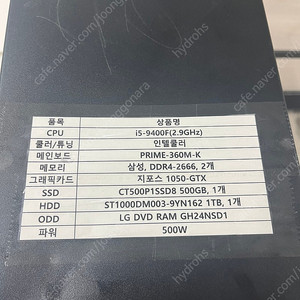 품목 상품명
CPU i5-9400F(2.9GHz)
쿨러/튜닝 인텔쿨러
메인보드 PRIME-360M-K
메모리 삼성, DDR4-2666, 2개
그래픽카드 지포스 1050-GTX
SSD CT500P1SSD8 500GB, 1개
HDD ST1000DM003-9YN162 1TB, 1개
ODD LG DVD RAM GH24NSD1
파워 500W